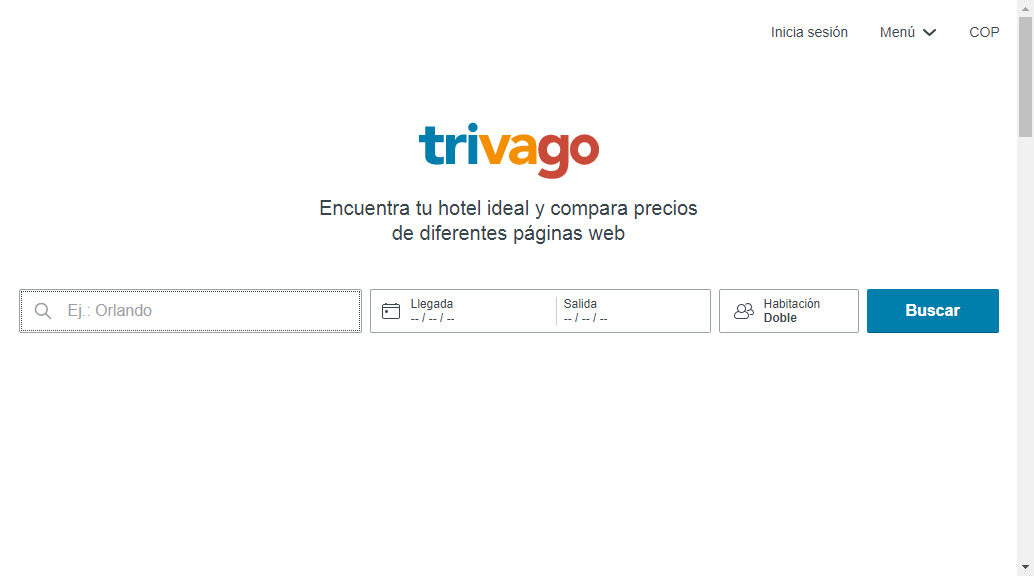 Inicia sesión
Menú
COP
trivago
Encuentra tu hotel ideal y compara precios
de diferentes páginas web
Ej.: Orlando
Llegada
-- / -- / --
Salida
-- / -- / --
Habitación
Doble
Buscar